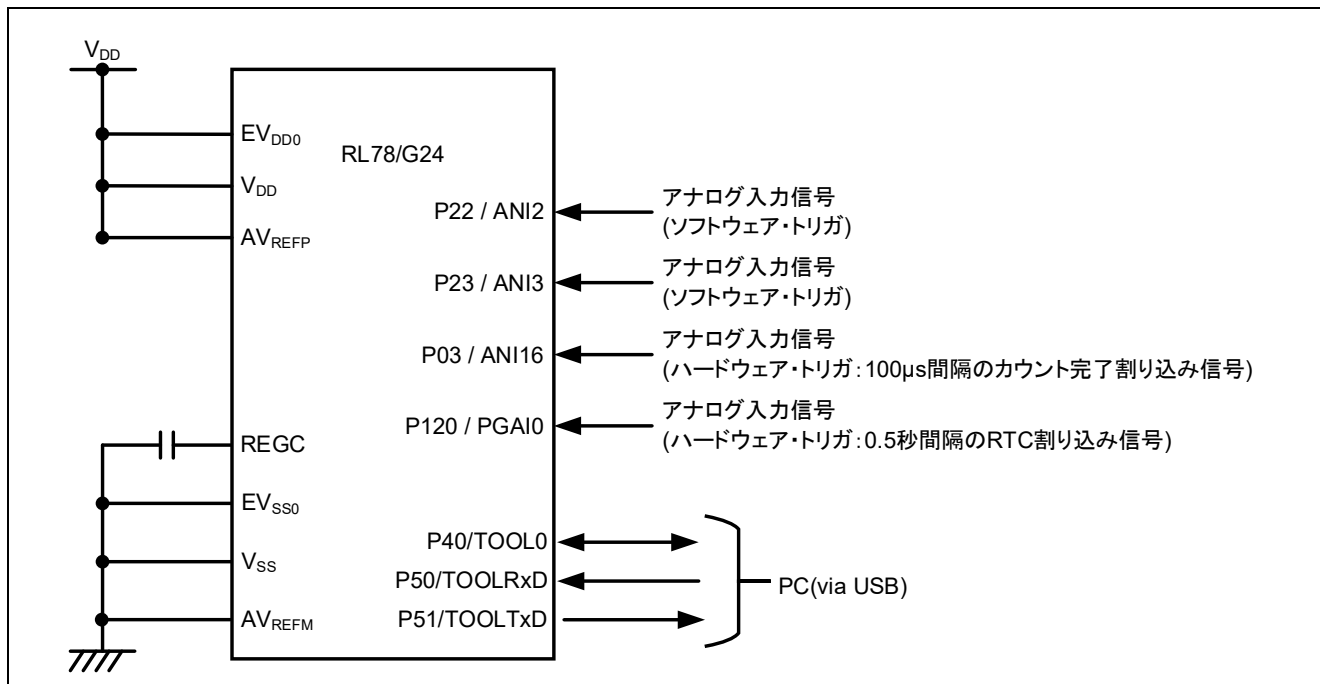 VDD
EVDD0
VDD
AVREFP
REGC
EVSS0
VSS
AVREFM
RL78/G24
P22 / ANI2
P23 / ANI3
P03 / ANI16
P120 / PGAI0
P40/TOOL0
P50/TOOLRxD
P51/TOOLTxD
アナログ入力信号
(ソフトウェア・トリガ)
アナログ入力信号
(ソフトウェア・トリガ)
アナログ入力信号
(ハードウェア・トリガ:100µs間隔のカウント完了割り込み信号)
アナログ入力信号
(ハードウェア・トリガ:0.5秒間隔のRTC割り込み信号)
PC(via USB)